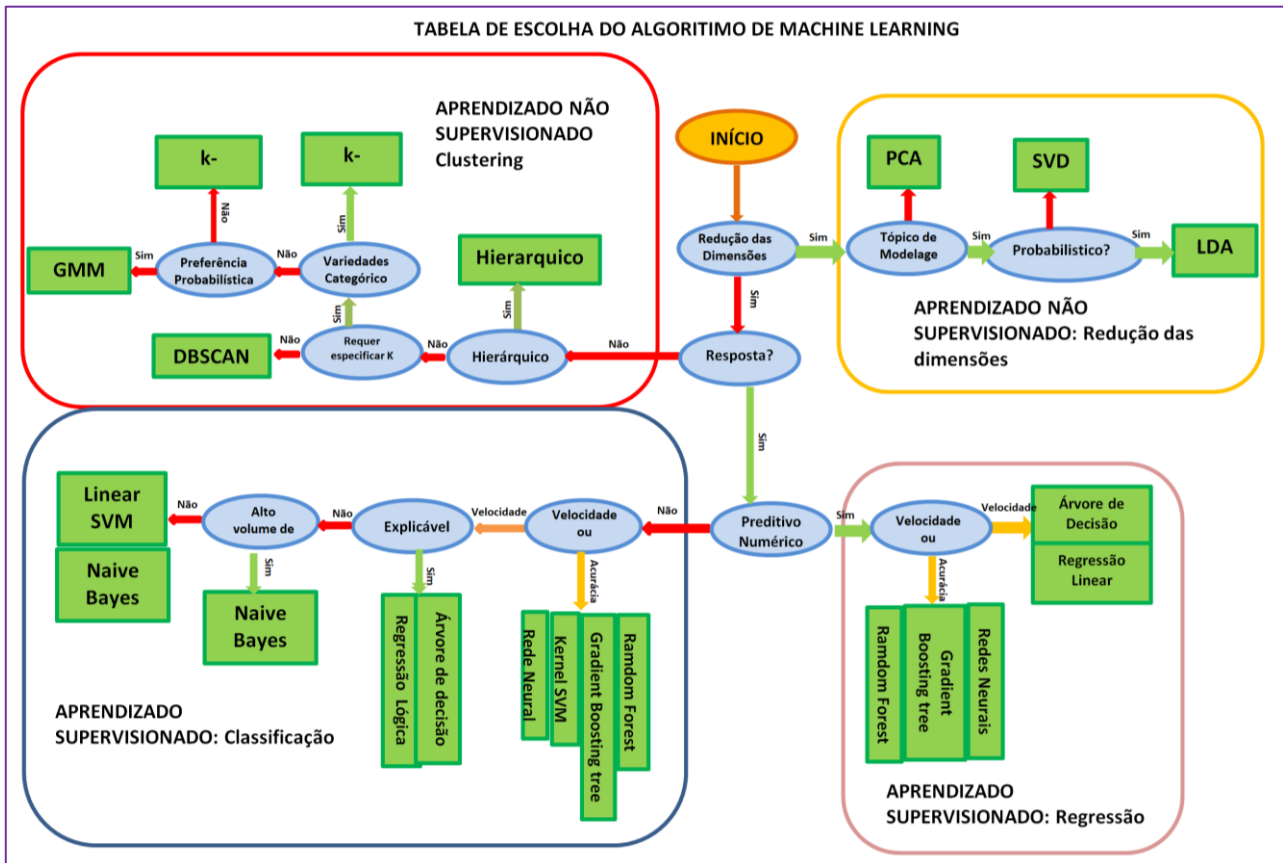 TABELA DE ESCOLHA DO ALGORITIMO DE MACHINE LEARNING
APRENDIZADO NÃO
SUPERVISIONADO
Clustering
k-
k-
Não
Sim
GMM
Sim
Preferência
Probabilística
Não
Variedades
Categórico
Hierarquico
Sim
Sim
DBSCAN
Não
Requer
especificar K
Não
Hierárquico
Não
INÍCIO
Redução das
Dimensões
Sim
Sim
Resposta?
Sim
PCA
SVD
Tópico de
Modelage
Sim
Probabilistico?
Sim
LDA
APRENDIZADO NÃO
SUPERVISIONADO: Redução das
dimensões
Linear
SVM
Naive
Bayes
Não
Alto
volume de
Sim
Naive
Bayes
Não
Explicável
Sim
Regressão Lógica
Árvore de decisão
Velocidade
Velocidade
ou
Acurácia
Rede Neural
Kernel SVM
Gradient Boosting tree
Ramdom Forest
Não
Preditivo
Numérico
Sim
APRENDIZADO
SUPERVISIONADO: Classificação
Velocidade
ou
Velocidade
Árvore de
Decisão
Regressão
Linear
Acurácia
Ramdom Forest
Gradient
Boosting tree
Redes Neurais
APRENDIZADO
SUPERVISIONADO: Regressão